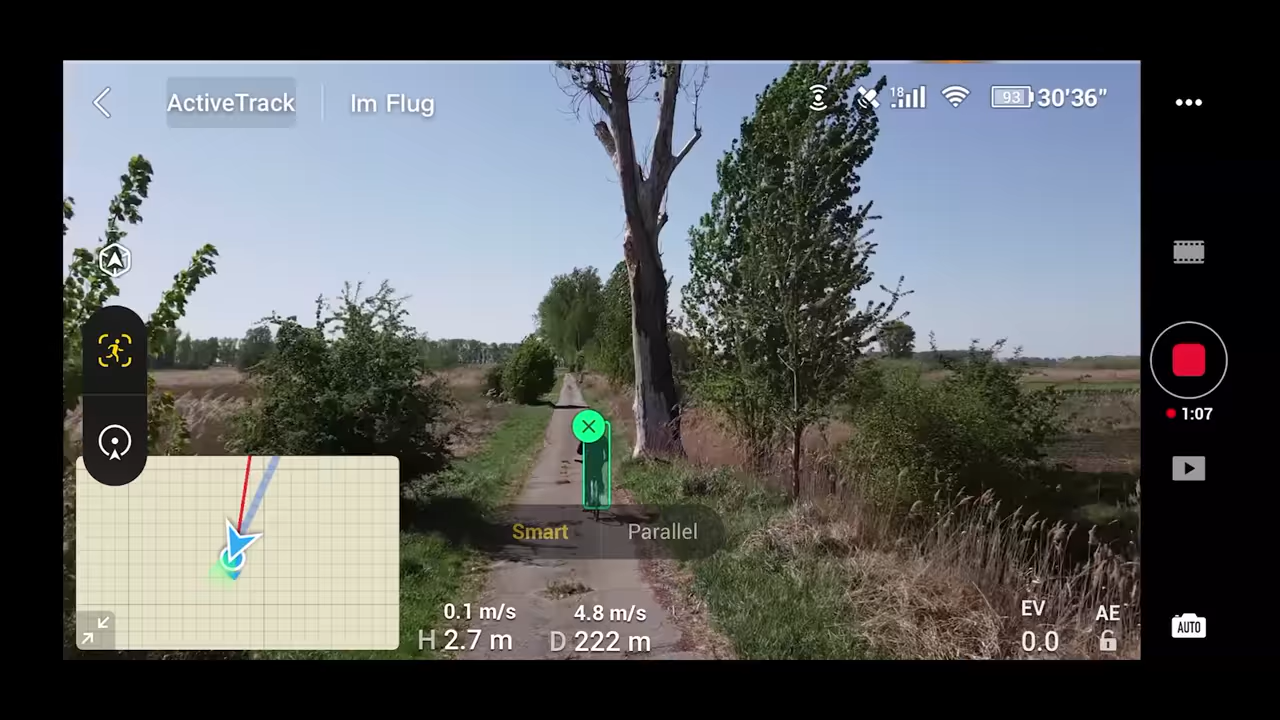 ActiveTrack
Im Flug
18
93
30'36"
1:07
Smart
Parallel
0.1 m/s
4.8 m/s
H 2.7 m
D 222 m
EV
0.0
AE
AUTO